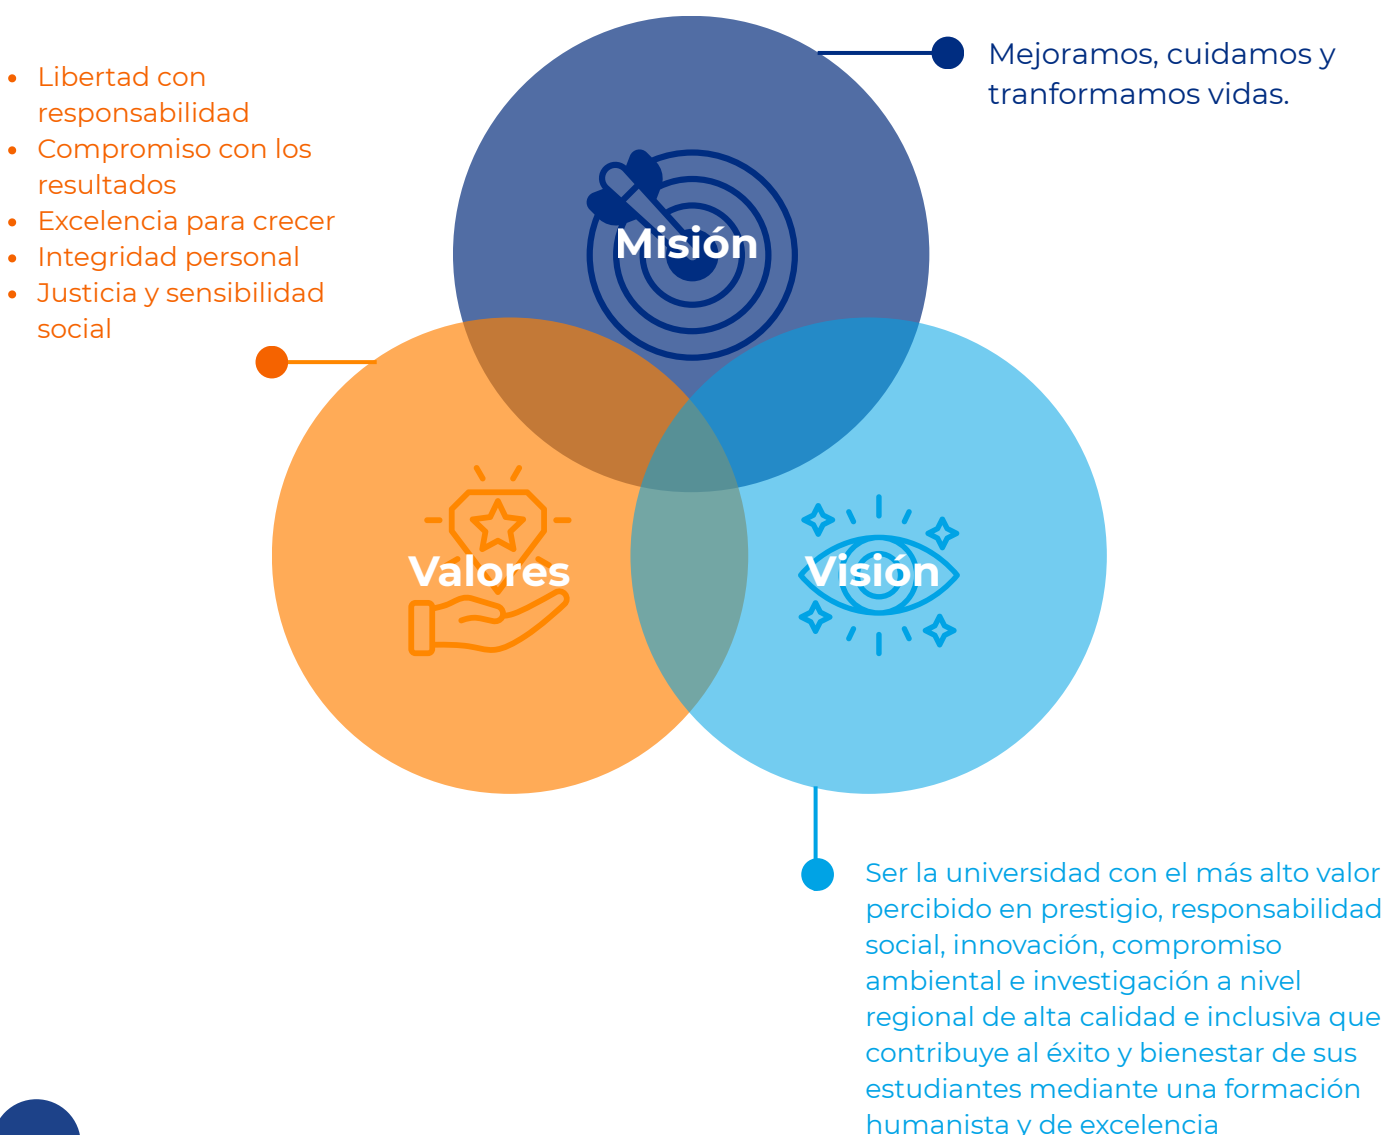 Mejoramos, cuidamos y
tranformamos vidas.
• Libertad con
responsabilidad
• Compromiso con los
resultados
• Excelencia para crecer
• Integridad personal
• Justicia y sensibilidad
social
Misión
Valores
Visión
Ser la universidad con el más alto valor
percibido en prestigio, responsabilidad
social, innovación, compromiso
ambiental e investigación a nivel
regional de alta calidad e inclusiva que
contribuye al éxito y bienestar de sus
estudiantes mediante una formación
humanista y de excelencia